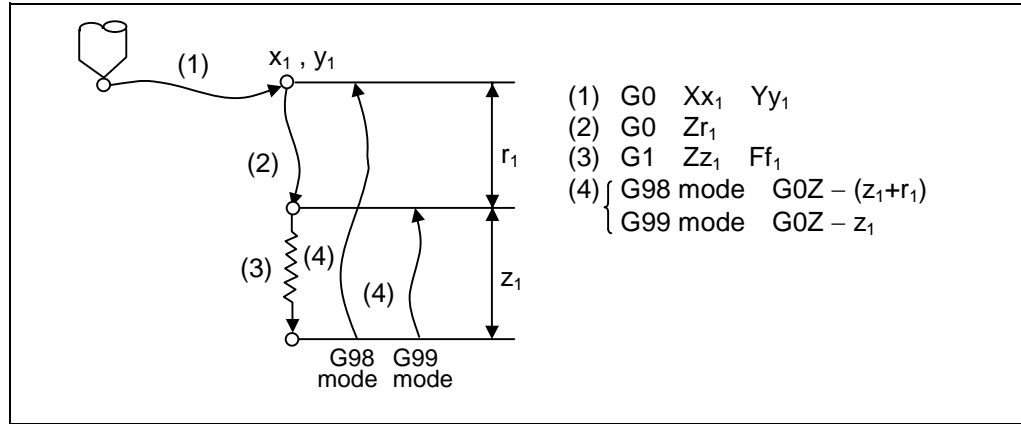 (1)
x₁ , y₁
(2)
r₁
(3)
(4)
(4)
z₁
G98 mode
G99 mode
(1) G0 Xx₁ Yy₁
(2) G0 Zr₁
(3) G1 Zz₁ Ff₁
(4) G98 mode G0Z – (z₁+r₁)
G99 mode G0Z – z₁